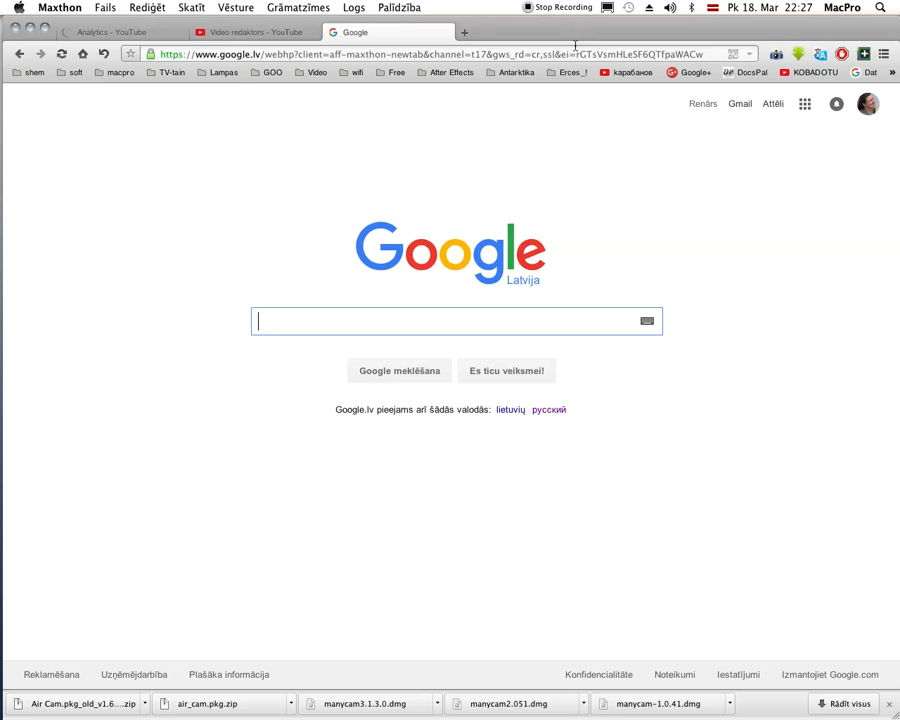 Maxthon Fails Rediģēt Skatīt Vēsture Grāmatzīmes Logs Palīdzība Stop Recording Pk 18. Mar 22:27 MacPro
Analytics - YouTube Video redaktors - YouTube Google
https://www.google.lv/webhp?client=aff-maxthon-newtab&channel=t17&gws_rd=cr,ssl&ei=rGTsVsmHLeSF6QTfpaWACw
shem soft macpro TV-tain Lampas GOO Video wifi Free After Effects Antarktika Erces_! карабанов Google+ DocsPal KOBADOTU Dat »
Renārs Gmail Attēli
Google
Latvija
Google meklēšana Es ticu veiksmei!
Google.lv pieejams arī šādās valodās: lietuvių русский
Reklamēšana Uzņēmējdarbība Plašāka informācija Konfidencialitāte Noteikumi Iestatījumi Izmantojiet Google.com
Air Cam.pkg_old_v1.6....zip air_cam.pkg.zip manycam3.1.3.0.dmg manycam2.051.dmg manycam-1.0.41.dmg Rādīt visus